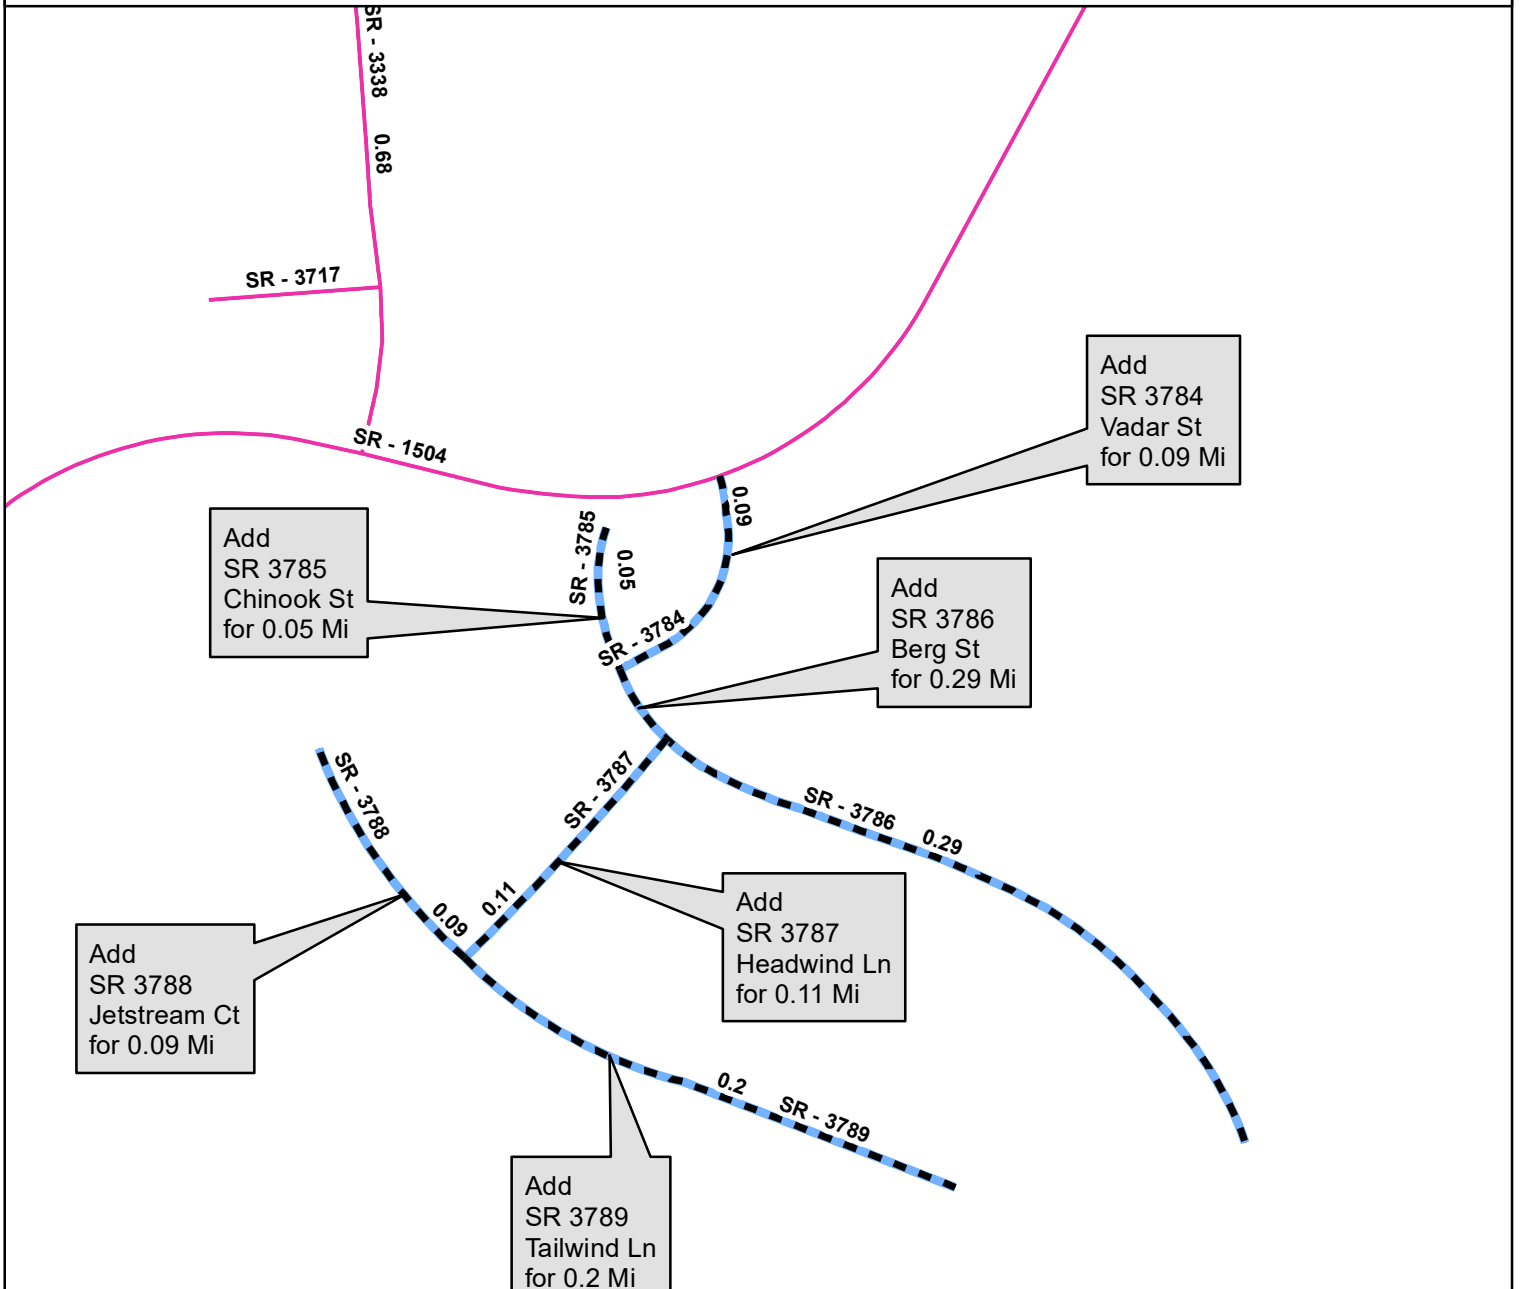 SR - 3338 0.68
SR - 3717
SR - 1504
Add
SR 3784
Vadar St
for 0.09 Mi
0.09
SR - 3785
0.05
Add
SR 3785
Chinook St
for 0.05 Mi
SR - 3784
Add
SR 3786
Berg St
for 0.29 Mi
SR - 3788
SR - 3787
SR - 3786 0.29
0.09
0.11
Add
SR 3787
Headwind Ln
for 0.11 Mi
Add
SR 3788
Jetstream Ct
for 0.09 Mi
0.2 SR - 3789
Add
SR 3789
Tailwind Ln
for 0.2 Mi